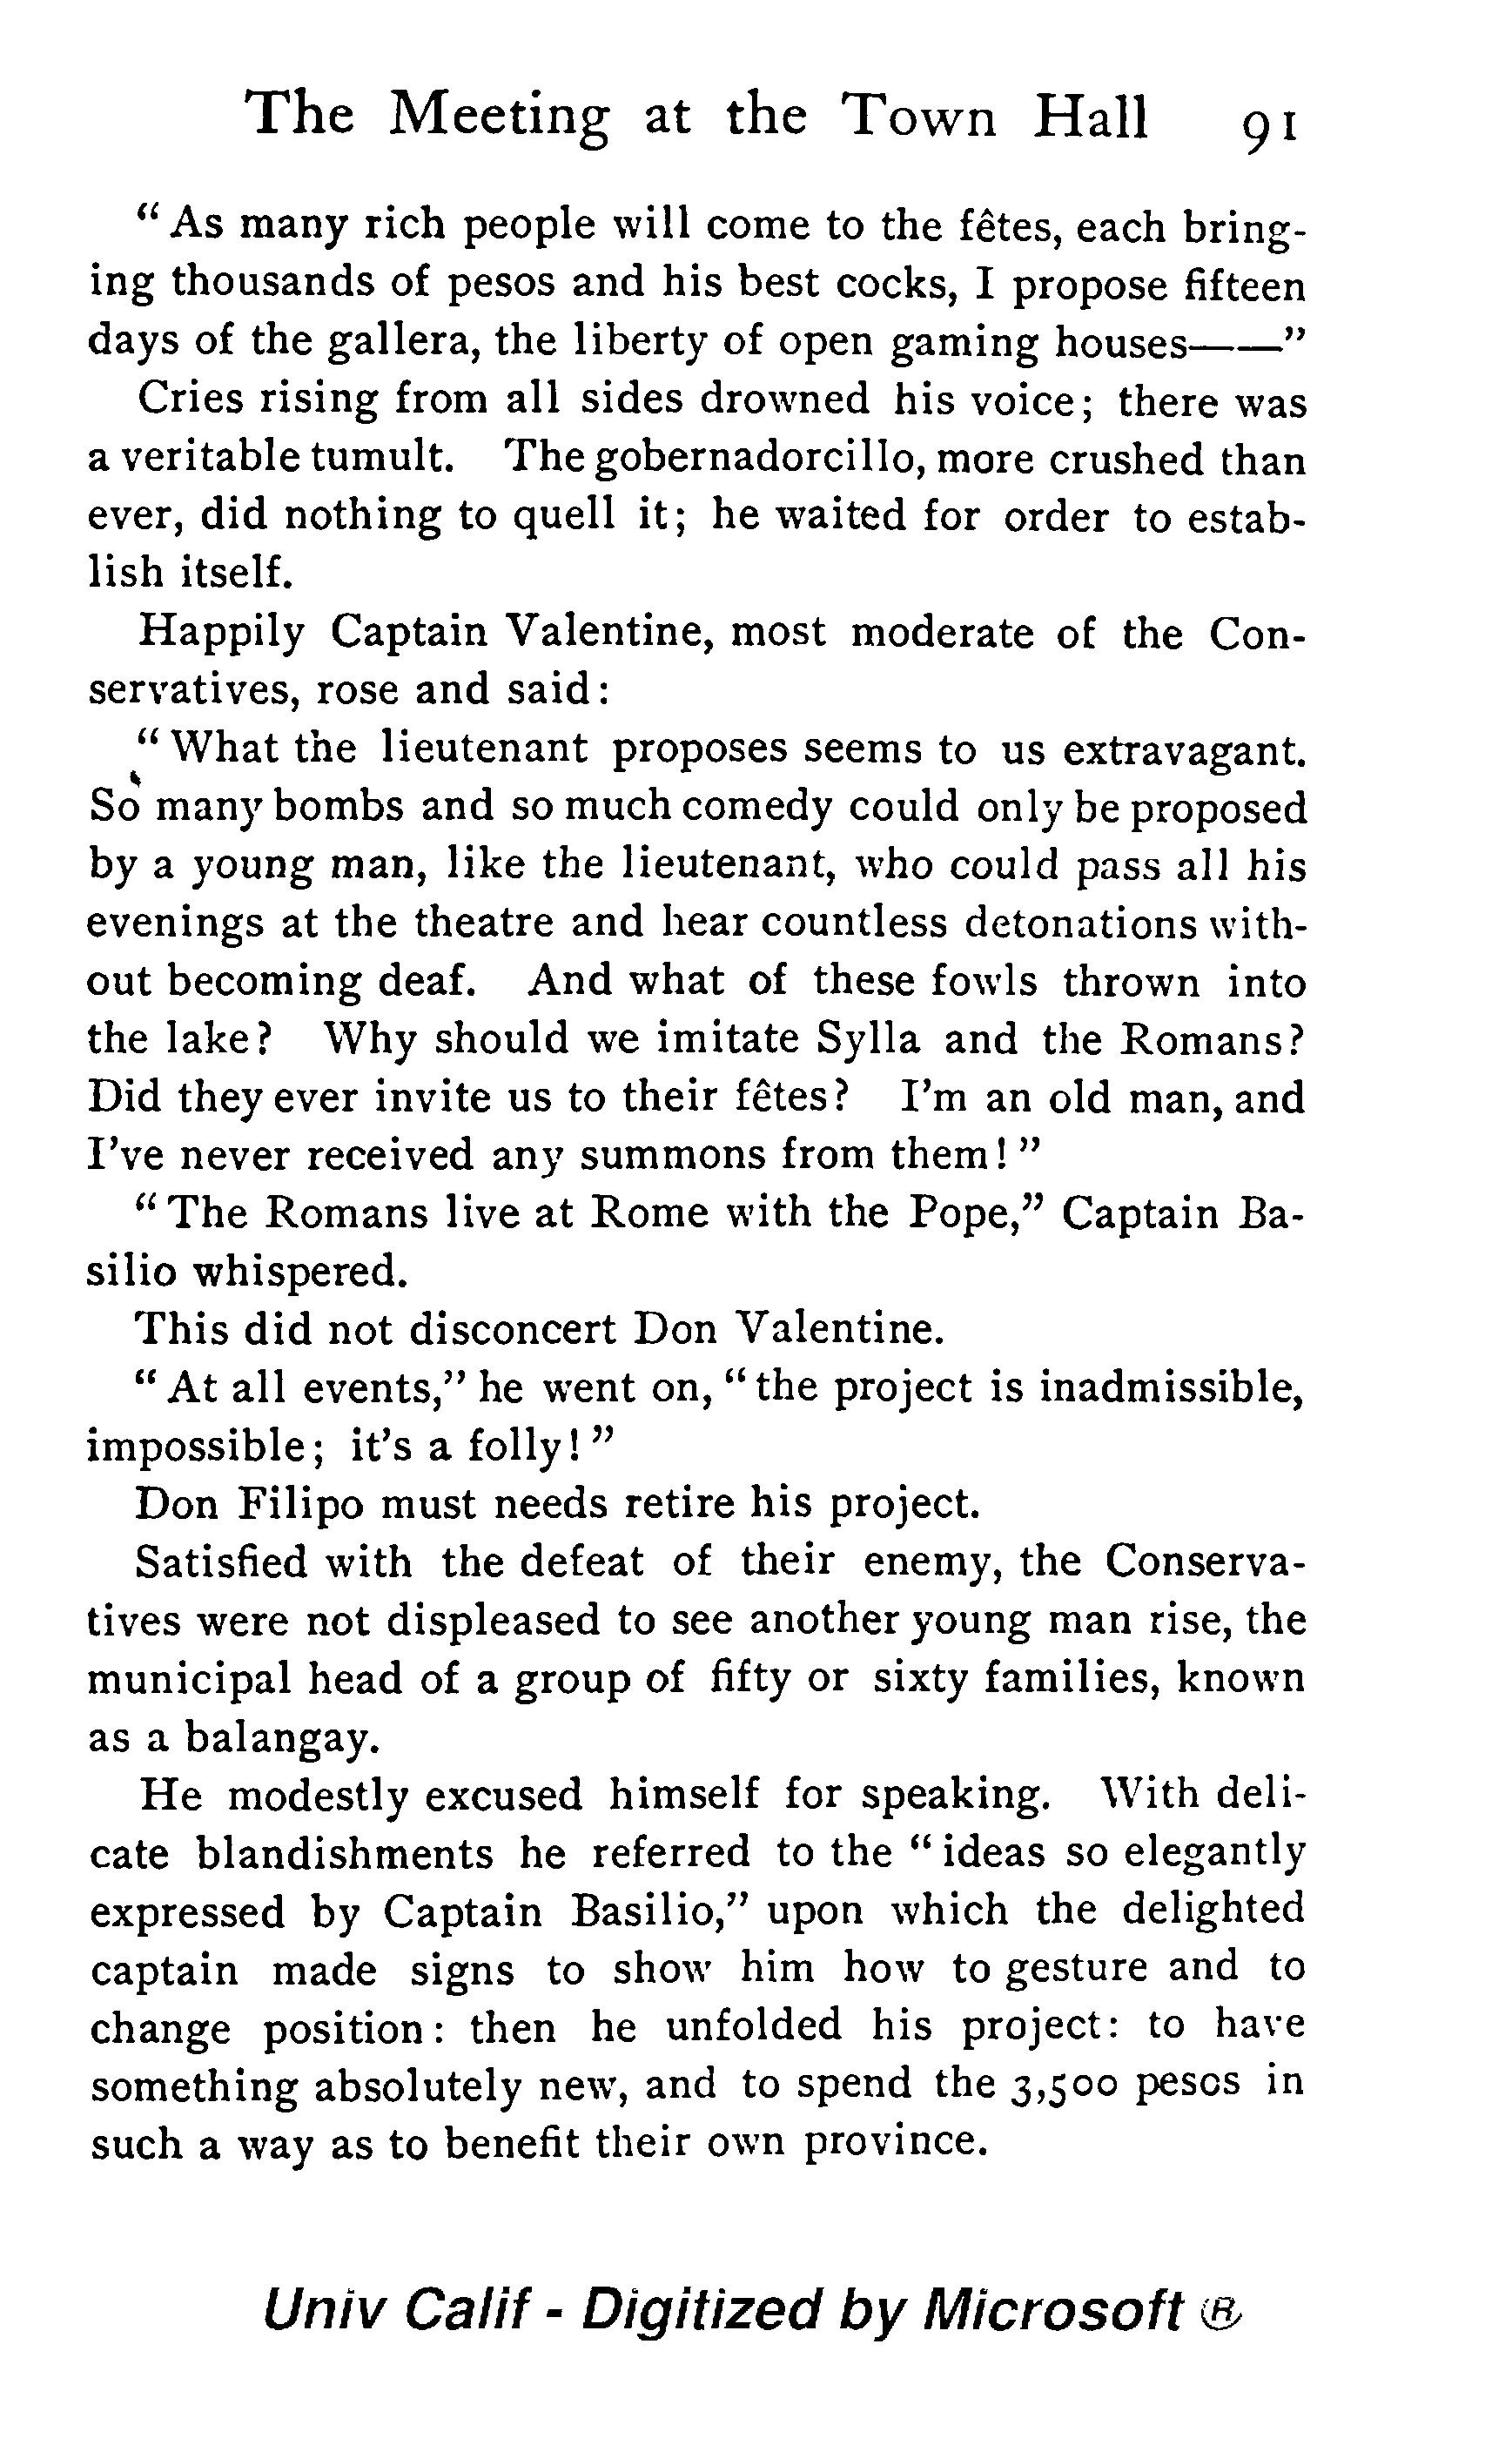 The Meeting at the Town Hall 91
"As many rich people will come to the fêtes, each bring-
ing thousands of pesos and his best cocks, I propose fifteen
days of the gallera, the liberty of open gaming houses——"
Cries rising from all sides drowned his voice; there was
a veritable tumult. The gobernadorcillo, more crushed than
ever, did nothing to quell it; he waited for order to estab-
lish itself.
Happily Captain Valentine, most moderate of the Con-
servatives, rose and said:
"What the lieutenant proposes seems to us extravagant.
So many bombs and so much comedy could only be proposed
by a young man, like the lieutenant, who could pass all his
evenings at the theatre and hear countless detonations with-
out becoming deaf. And what of these fowls thrown into
the lake? Why should we imitate Sylla and the Romans?
Did they ever invite us to their fêtes? I'm an old man, and
I've never received any summons from them!"
"The Romans live at Rome with the Pope," Captain Ba-
silio whispered.
This did not disconcert Don Valentine.
"At all events," he went on, "the project is inadmissible,
impossible; it's a folly!"
Don Filipo must needs retire his project.
Satisfied with the defeat of their enemy, the Conserva-
tives were not displeased to see another young man rise, the
municipal head of a group of fifty or sixty families, known
as a balangay.
He modestly excused himself for speaking. With deli-
cate blandishments he referred to the "ideas so elegantly
expressed by Captain Basilio," upon which the delighted
captain made signs to show him how to gesture and to
change position: then he unfolded his project: to have
something absolutely new, and to spend the 3,500 pesos in
such a way as to benefit their own province.
Univ Calif - Digitized by Microsoft ®